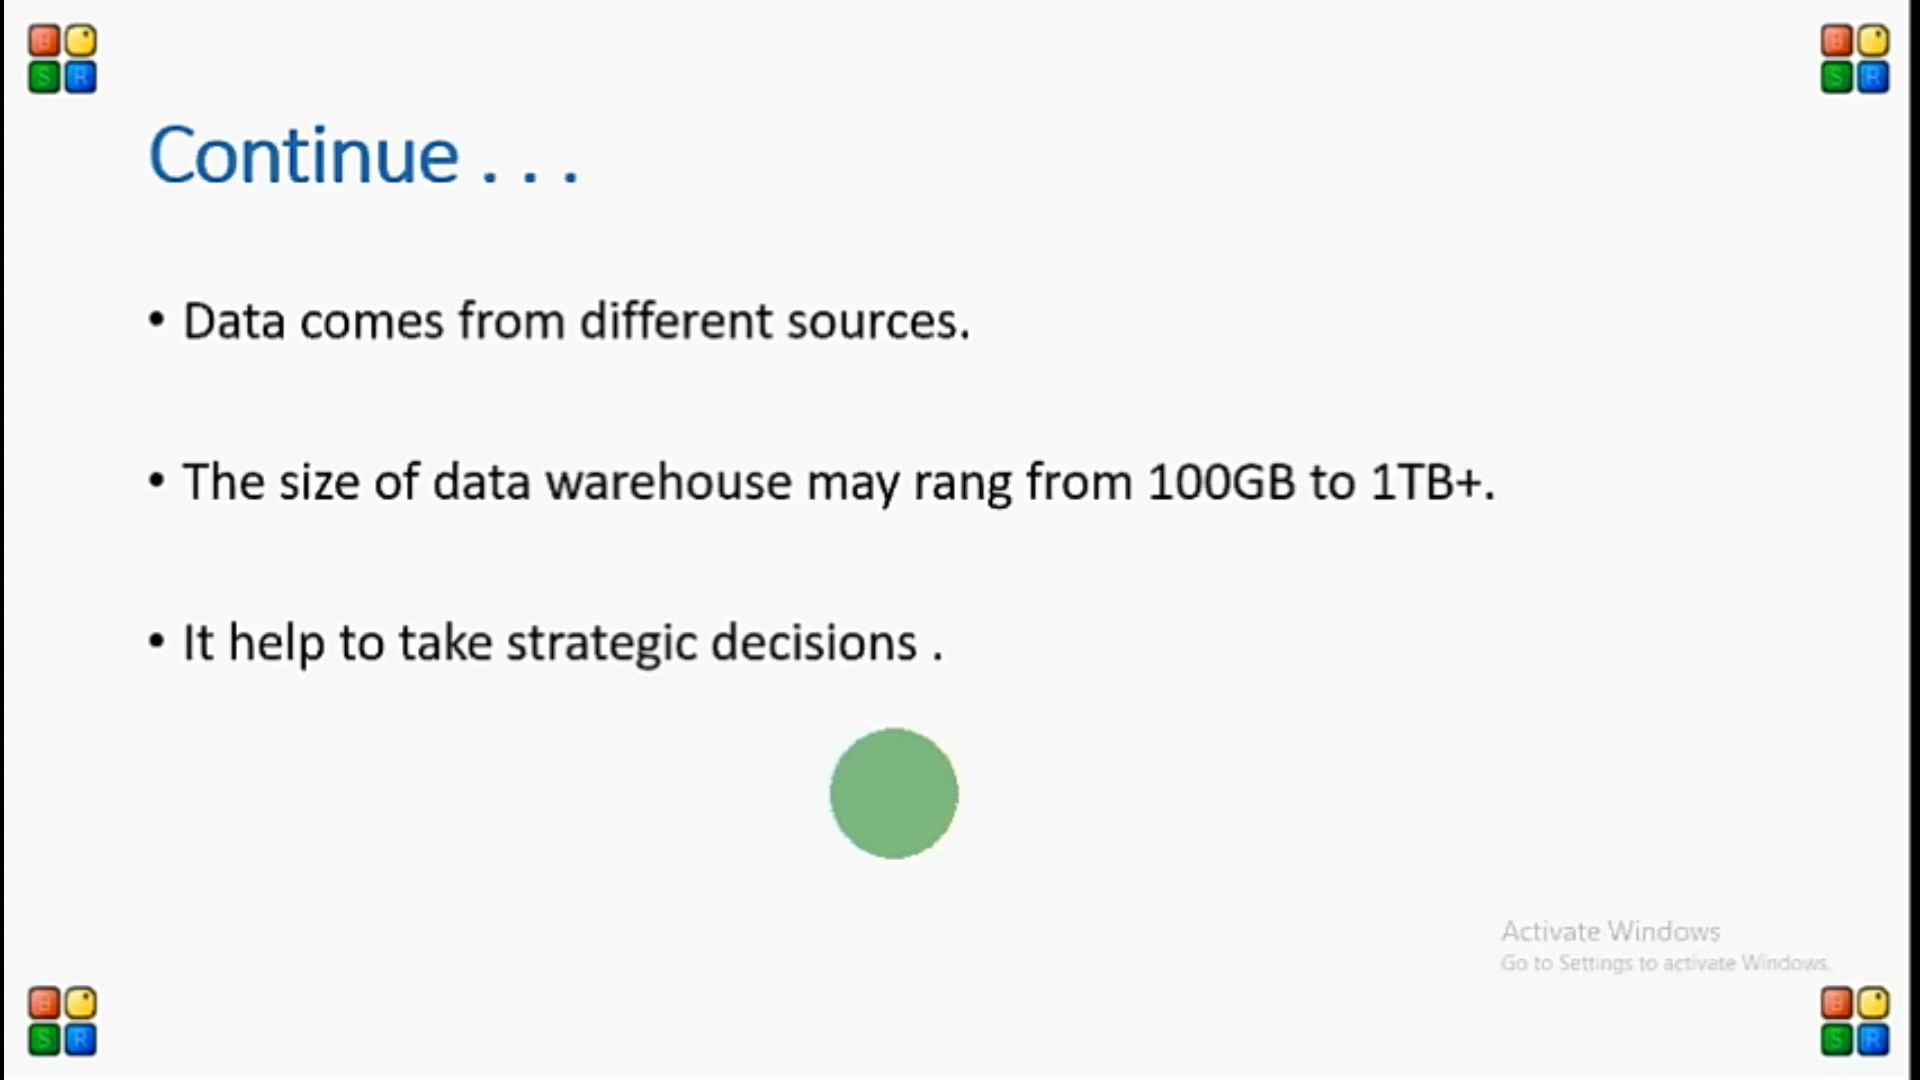 Continue . . .
• Data comes from different sources.
• The size of data warehouse may rang from 100GB to 1TB+.
• It help to take strategic decisions .
Activate Windows
Go to Settings to activate Windows.